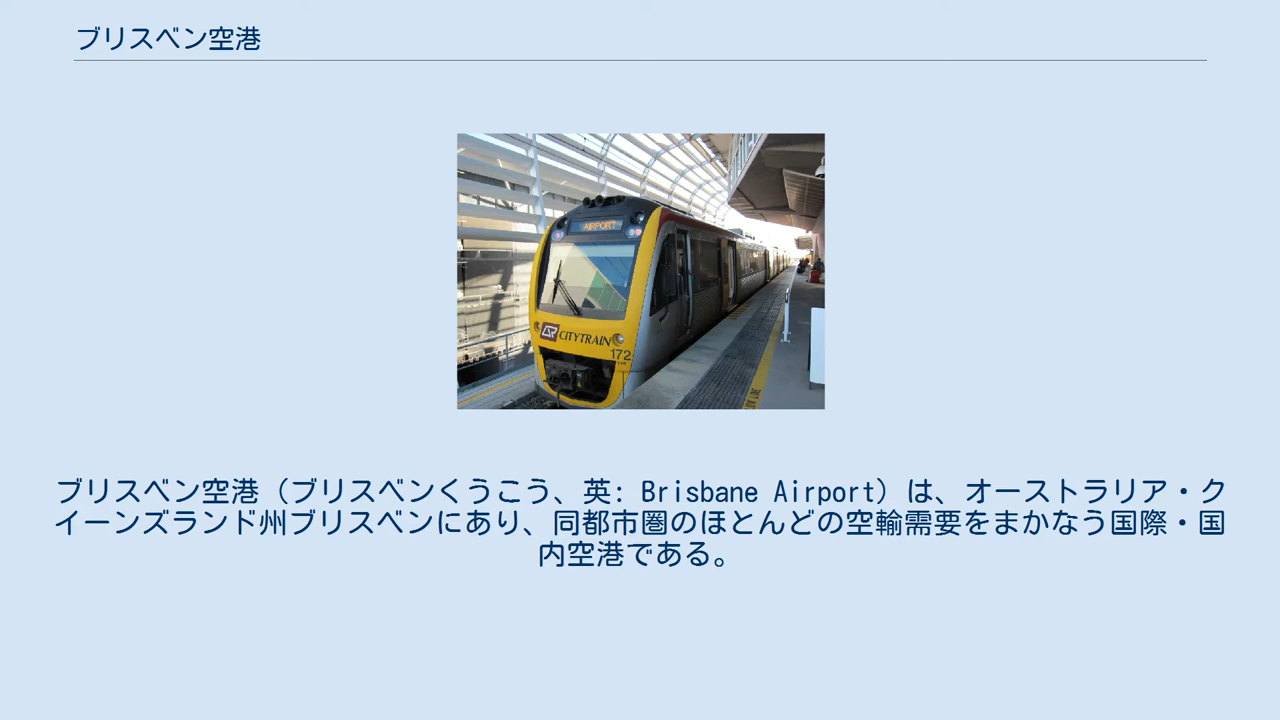 ブリスベン空港
AIRPORT
QR CITYTRAIN
172
ブリスベン空港（ブリスベンくうこう、英: Brisbane Airport）は、オーストラリア・ク
イーンズランド州ブリスベンにあり、同都市圏のほとんどの空輸需要をまかなう国際・国
内空港である。